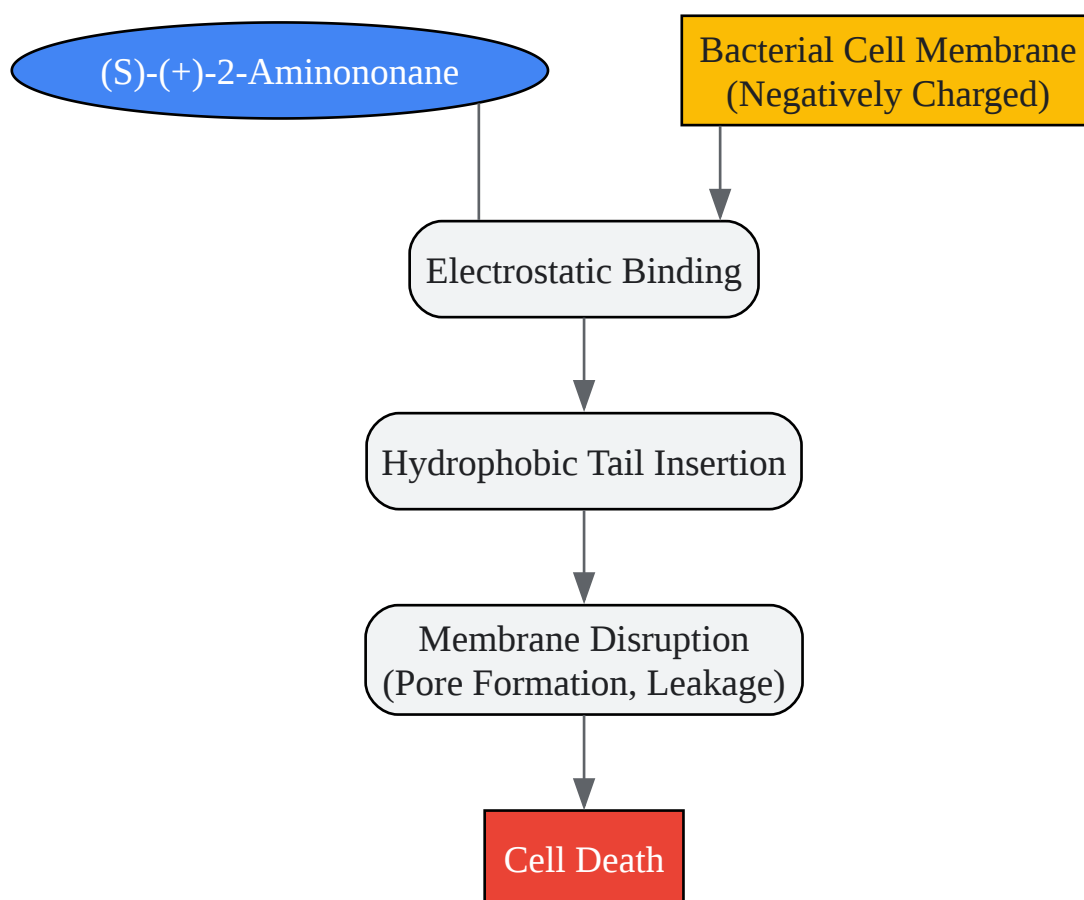 (S)-(+)-2-Aminononane
Bacterial Cell Membrane
(Negatively Charged)
Electrostatic Binding
Hydrophobic Tail Insertion
Membrane Disruption
(Pore Formation, Leakage)
Cell Death